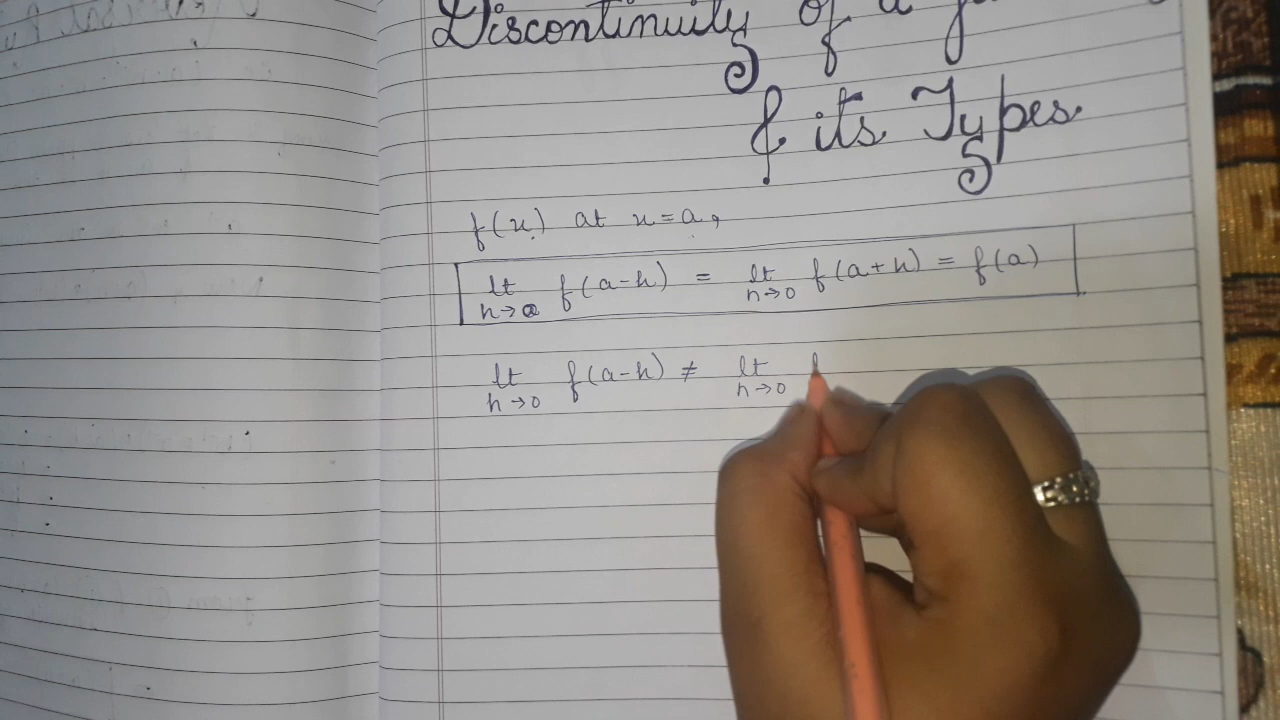 Discontinuity of a
& its Types.
f(x) at x=a,
lt f(a-h) = lt f(a+h) = f(a)
h→0 h→0
lt f(a-h) ≠ lt f
h→0 h→0